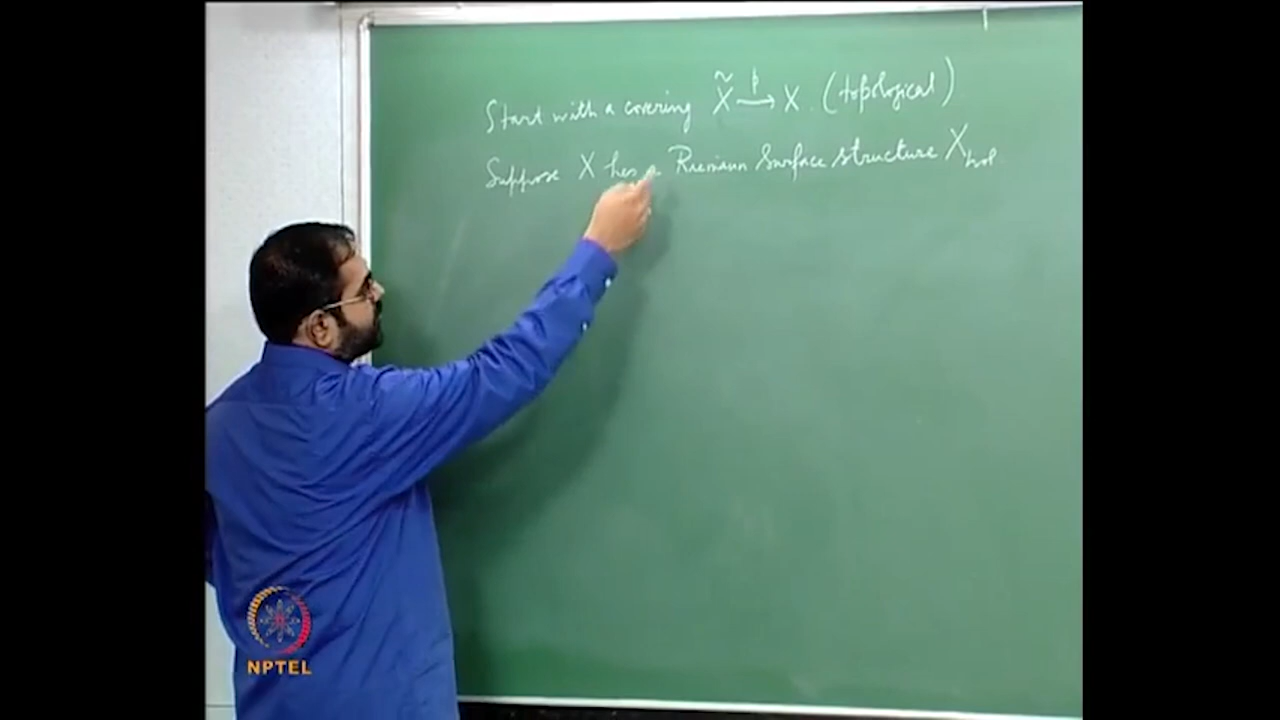 Start with a covering X̃ →ᵖ X. (topological)
Suppose X has a Riemann Surface structure X_hol
NPTEL